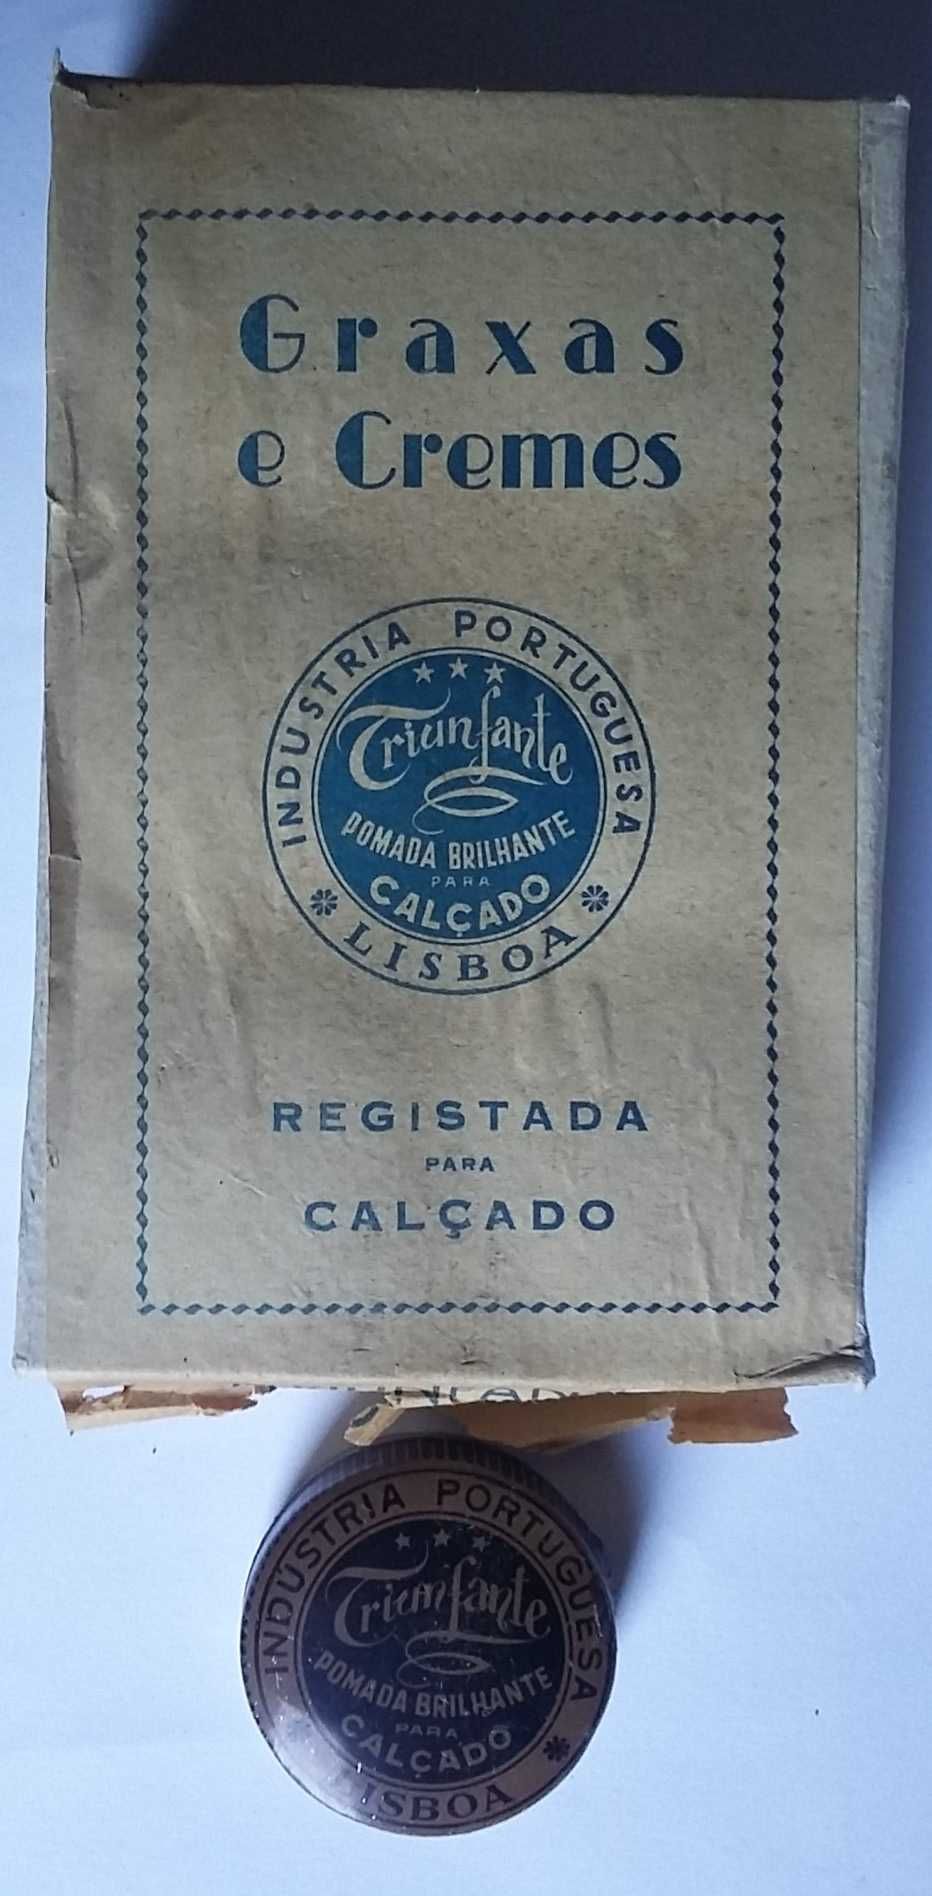 Graxas
e Cremes
INDUSTRIA PORTUGUESA
Triunfante
POMADA BRILHANTE
PARA
CALÇADO
LISBOA
REGISTADA
PARA
CALÇADO
INDUSTRIA PORTUGUESA
Triunfante
POMADA BRILHANTE
PARA
CALÇADO
LISBOA